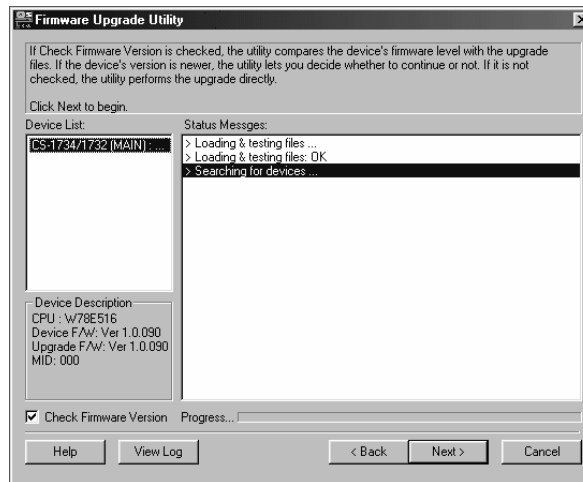 Firmware Upgrade Utility
If Check Firmware Version is checked, the utility compares the device's firmware level with the upgrade
files. If the device's version is newer, the utility lets you decide whether to continue or not. If it is not
checked, the utility performs the upgrade directly.
Click Next to begin.
Device List:
Status Messges:
CS-1734/1732 (MAIN) : ...
> Loading & testing files ...
> Loading & testing files: OK
> Searching for devices ...
Device Description
CPU : W78E516
Device F/W: Ver 1.0.090
Upgrade F/W: Ver 1.0.090
MID: 000
Check Firmware Version
Progress...
Help
View Log
< Back
Next >
Cancel